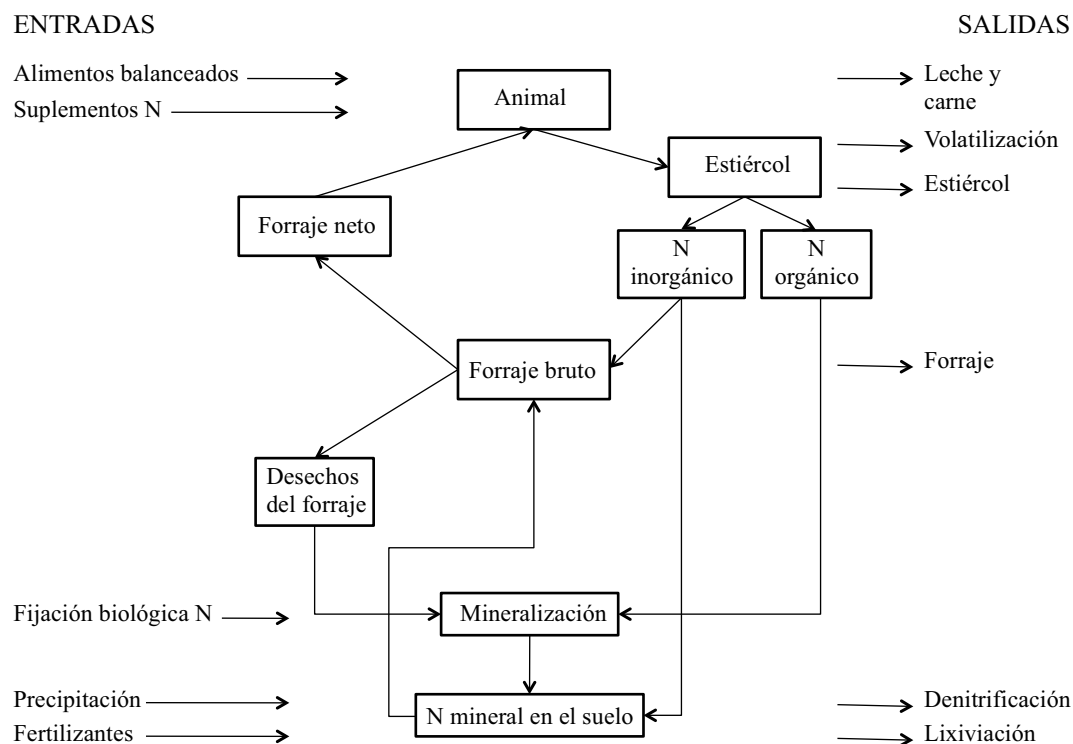 ENTRADAS
SALIDAS
Alimentos balanceados
Suplementos N
Animal
Leche y
carne
Volatilización
Estiércol
Estiércol
Forraje neto
N
inorgánico
N
orgánico
Forraje bruto
Forraje
Desechos
del forraje
Fijación biológica N
Mineralización
Precipitación
Fertilizantes
N mineral en el suelo
Denitrificación
Lixiviación